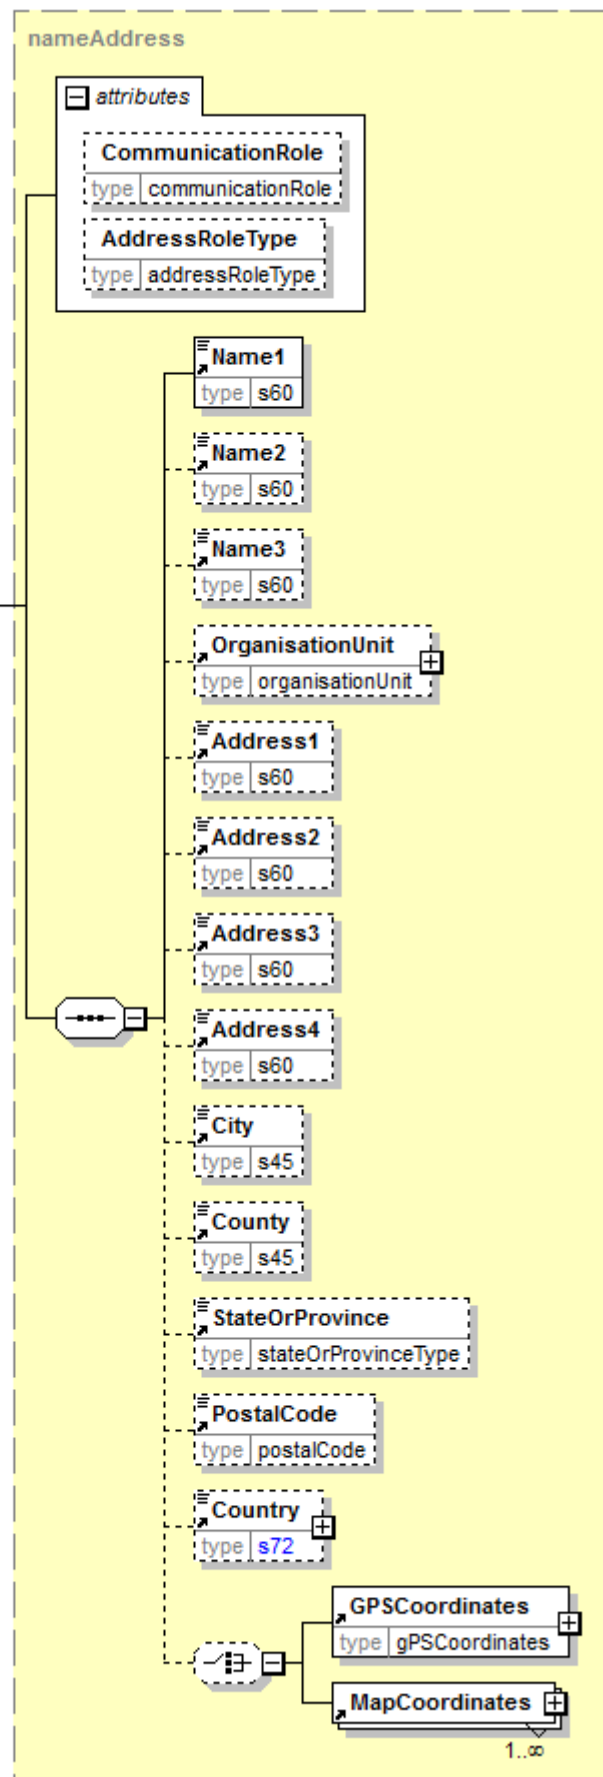 nameAddress
attributes
CommunicationRole
type communicationRole
AddressRoleType
type addressRoleType
Name1
type s60
Name2
type s60
Name3
type s60
OrganisationUnit
type organisationUnit
Address1
type s60
Address2
type s60
Address3
type s60
Address4
type s60
City
type s45
County
type s45
StateOrProvince
type stateOrProvinceType
PostalCode
type postalCode
Country
type s72
GPSCoordinates
type gPSCoordinates
MapCoordinates
1..∞